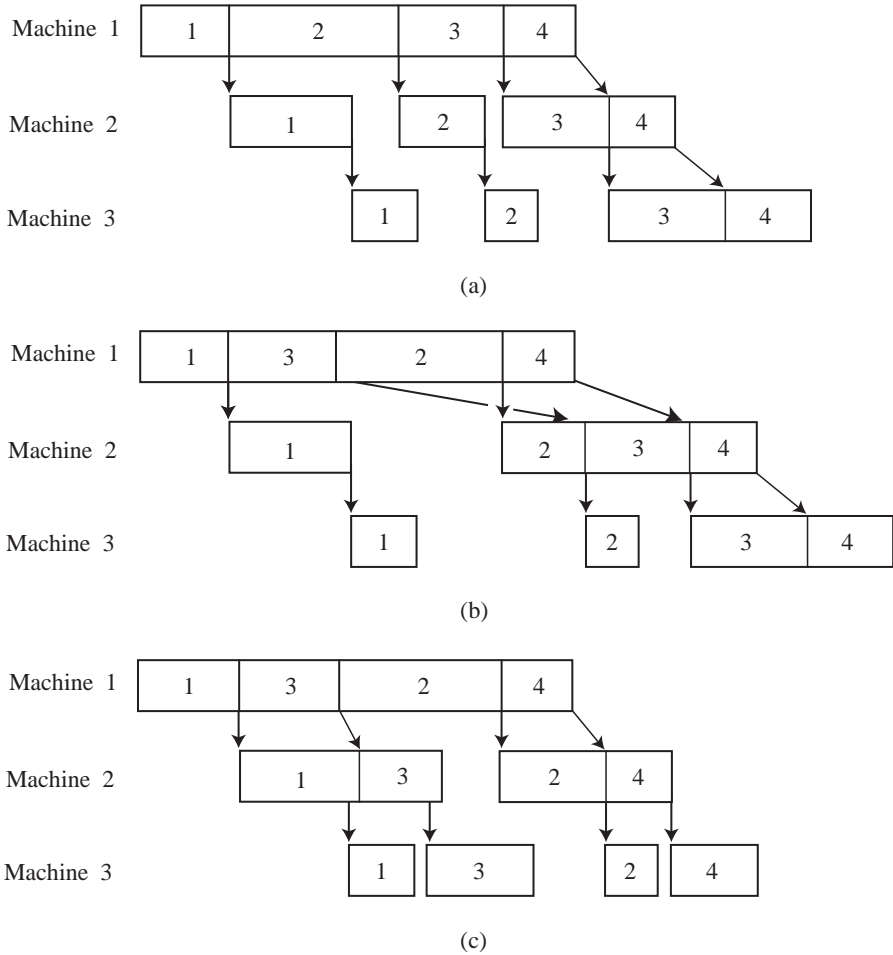 Machine 1 1 2 3 4
Machine 2 1 2 3 4
Machine 3 1 2 3 4
(a)
Machine 1 1 3 2 4
Machine 2 1 2 3 4
Machine 3 1 2 3 4
(b)
Machine 1 1 3 2 4
Machine 2 1 3 2 4
Machine 3 1 3 2 4
(c)